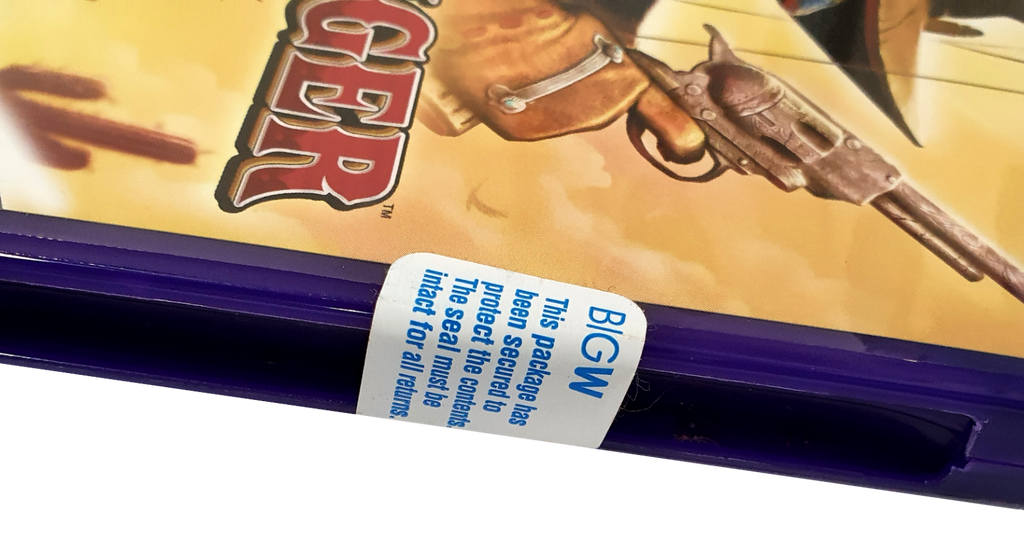 GER
TM
BIGW
This package has
been secured to
protect the contents.
The seal must be
intact for all returns.